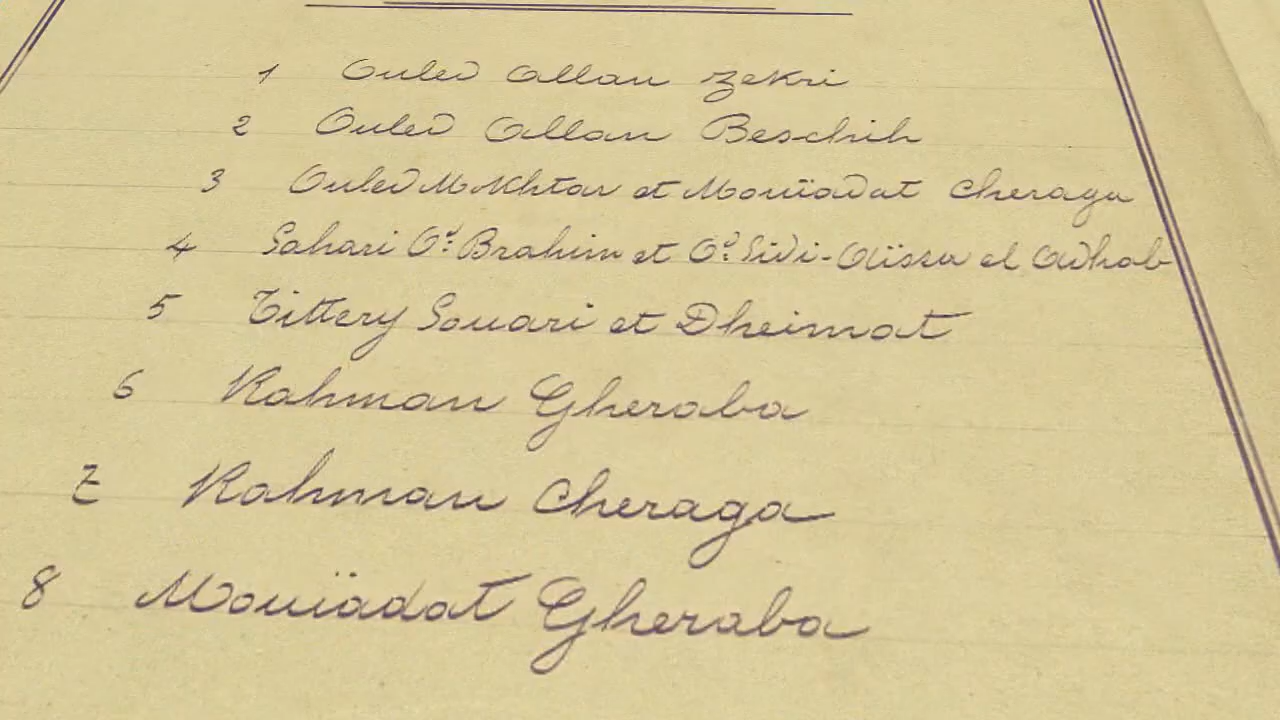 1 Ouled Allan Zekri
2 Ouled Allan Beschih
3 Ouled Mokhtar et Mouïadat Cheraga
4 Sahari Od. Brahim et Od. Sidi-Aïssa el Adhab
5 Tittery Souari et Dheimat
6 Rahman Gheraba
7 Rahman Cheraga
8 Mouïadat Gheraba